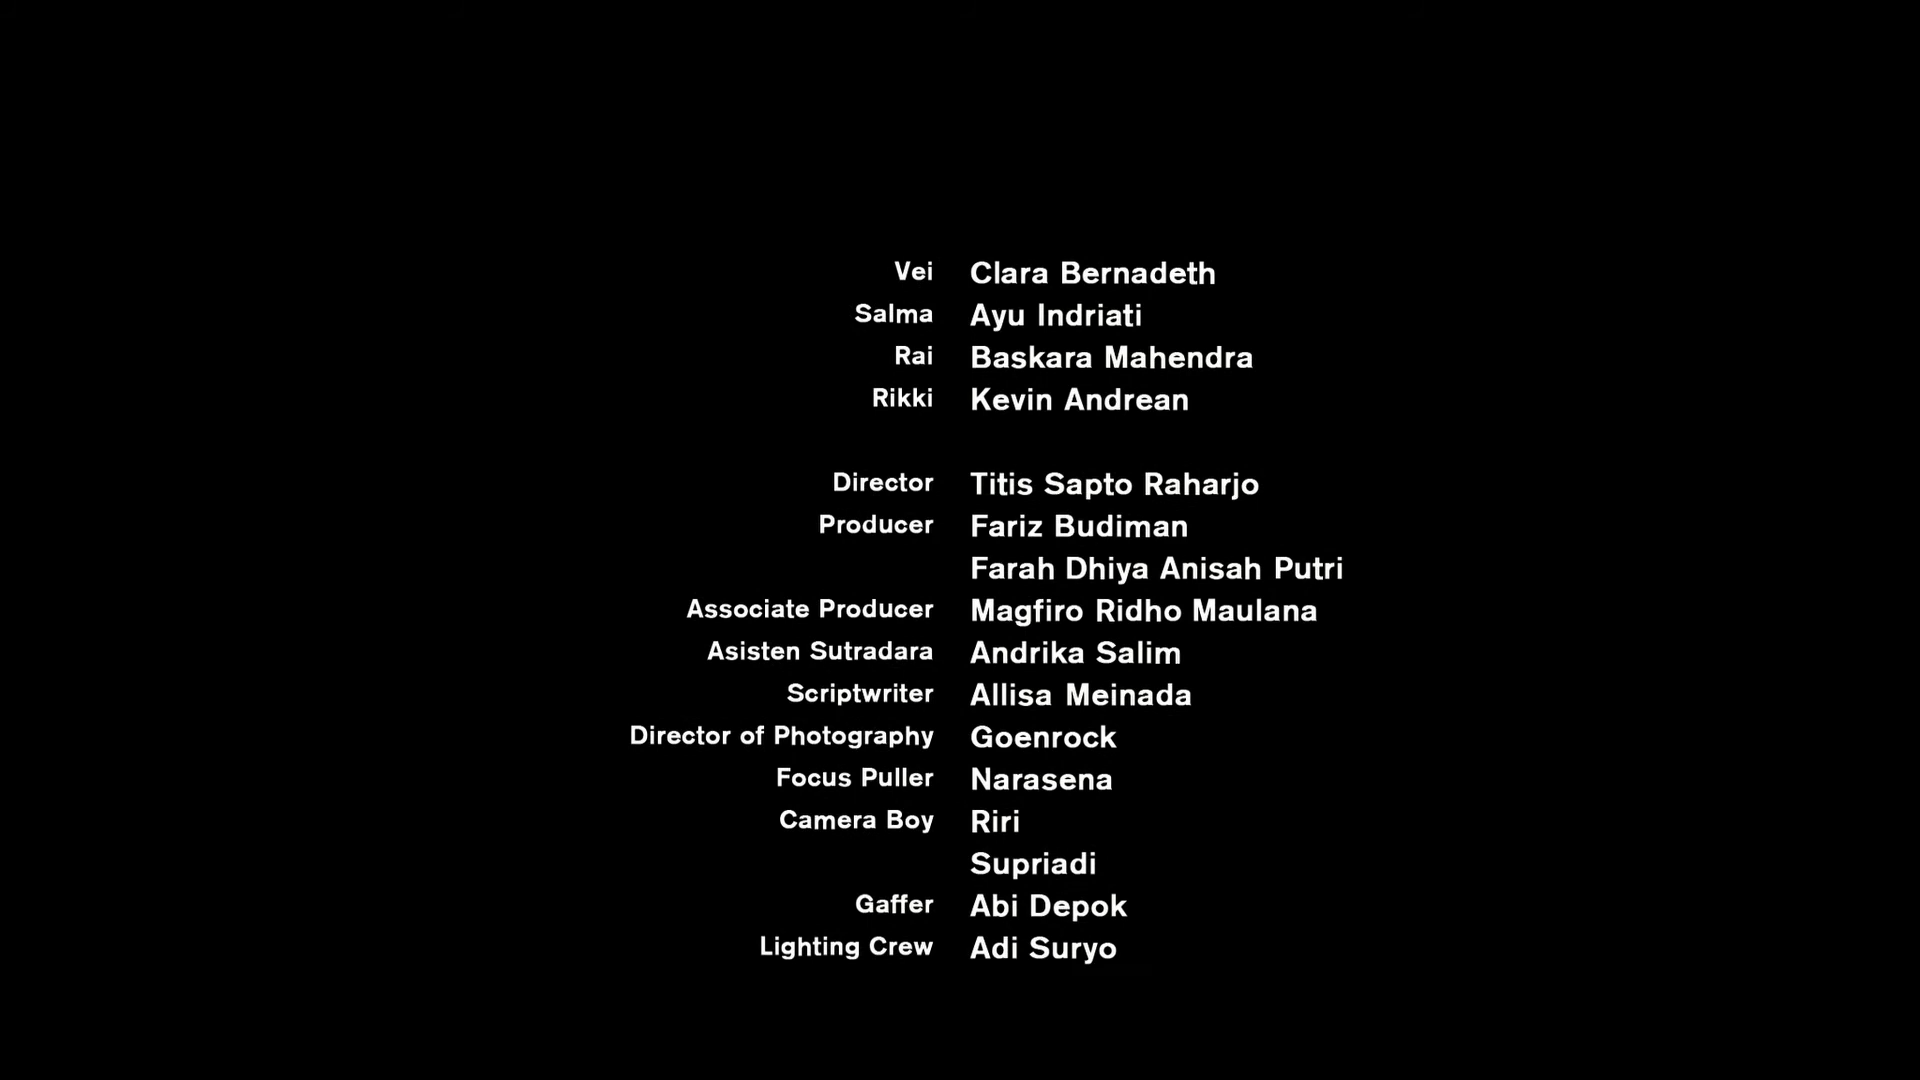 Vei Clara Bernadeth
Salma Ayu Indriati
Rai Baskara Mahendra
Rikki Kevin Andrean
Director Titis Sapto Raharjo
Producer Fariz Budiman
Farah Dhiya Anisah Putri
Associate Producer Magfiro Ridho Maulana
Asisten Sutradara Andrika Salim
Scriptwriter Allisa Meinada
Director of Photography Goenrock
Focus Puller Narasena
Camera Boy Riri
Supriadi
Gaffer Abi Depok
Lighting Crew Adi Suryo